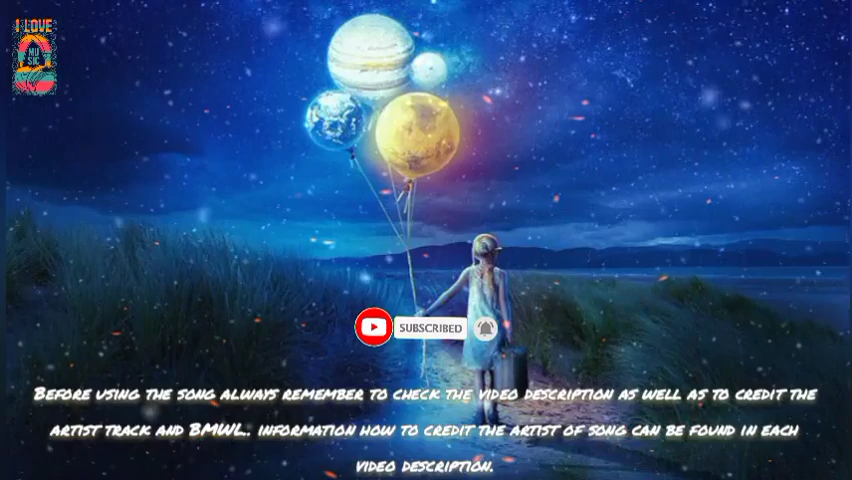 I LOVE
MU
SIC
SUBSCRIBED
BEFORE USING THE SONG ALWAYS REMEMBER TO CHECK THE VIDEO DESCRIPTION AS WELL AS TO CREDIT THE
ARTIST TRACK AND BMWL.. INFORMATION HOW TO CREDIT THE ARTIST OF SONG CAN BE FOUND IN EACH
VIDEO DESCRIPTION.